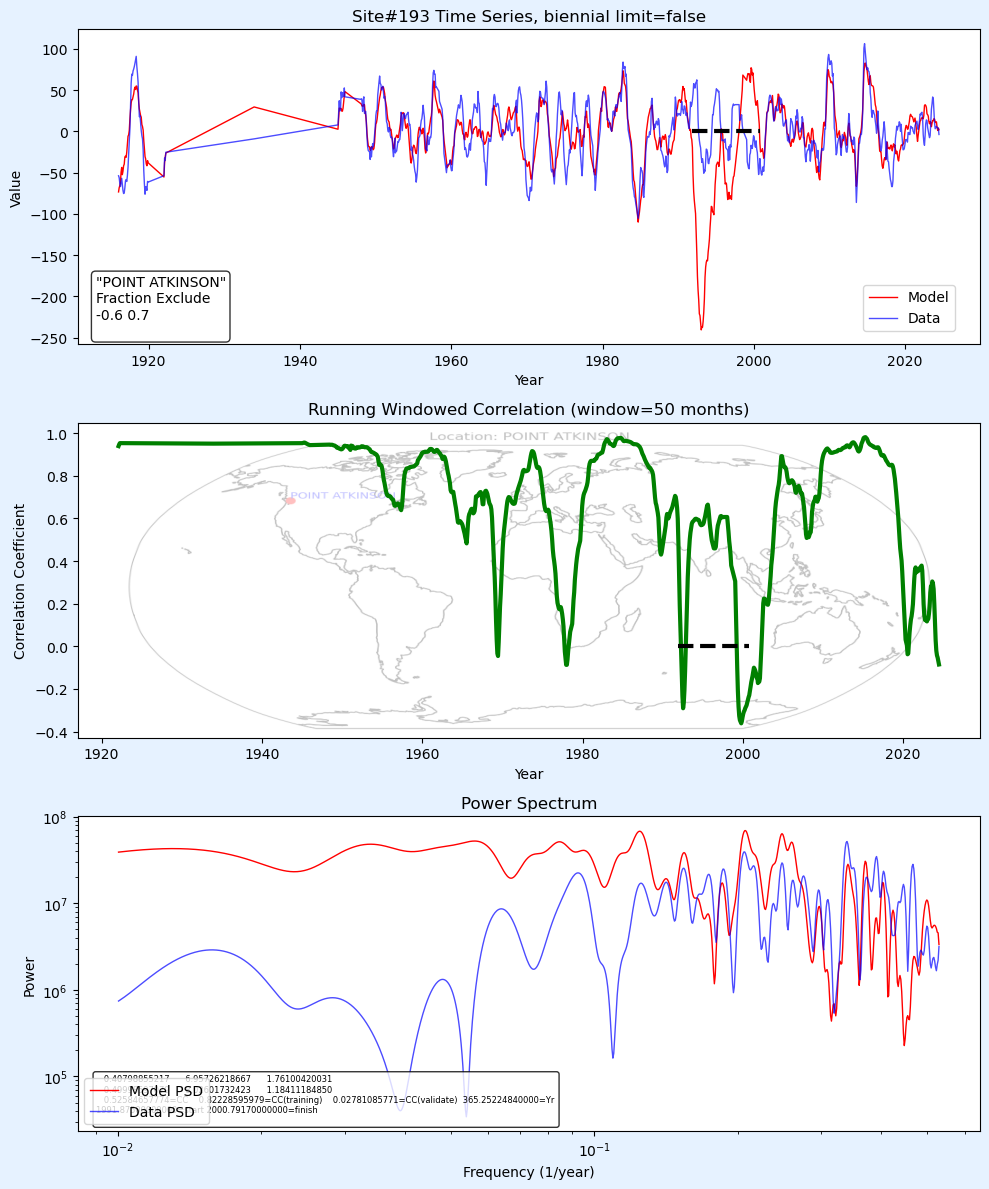 Site#193 Time Series, biennial limit=false
Value
100
50
0
−50
−100
−150
−200
−250
"POINT ATKINSON"
Fraction Exclude
-0.6 0.7
Model
Data
1920 1940 1960 1980 2000 2020
Year
Running Windowed Correlation (window=50 months)
Location: POINT ATKINSON
POINT ATKINSON
Correlation Coefficient
1.0
0.8
0.6
0.4
0.2
0.0
−0.2
−0.4
1920 1940 1960 1980 2000 2020
Year
Power Spectrum
Power
10^8
10^7
10^6
10^5
1.76100420031
1.18411184850
=CC(training) 0.02781085771=CC(validate) 365.25224840000=Yr
2000.79170000000=finish
Model PSD
Data PSD
10^−2 10^−1
Frequency (1/year)